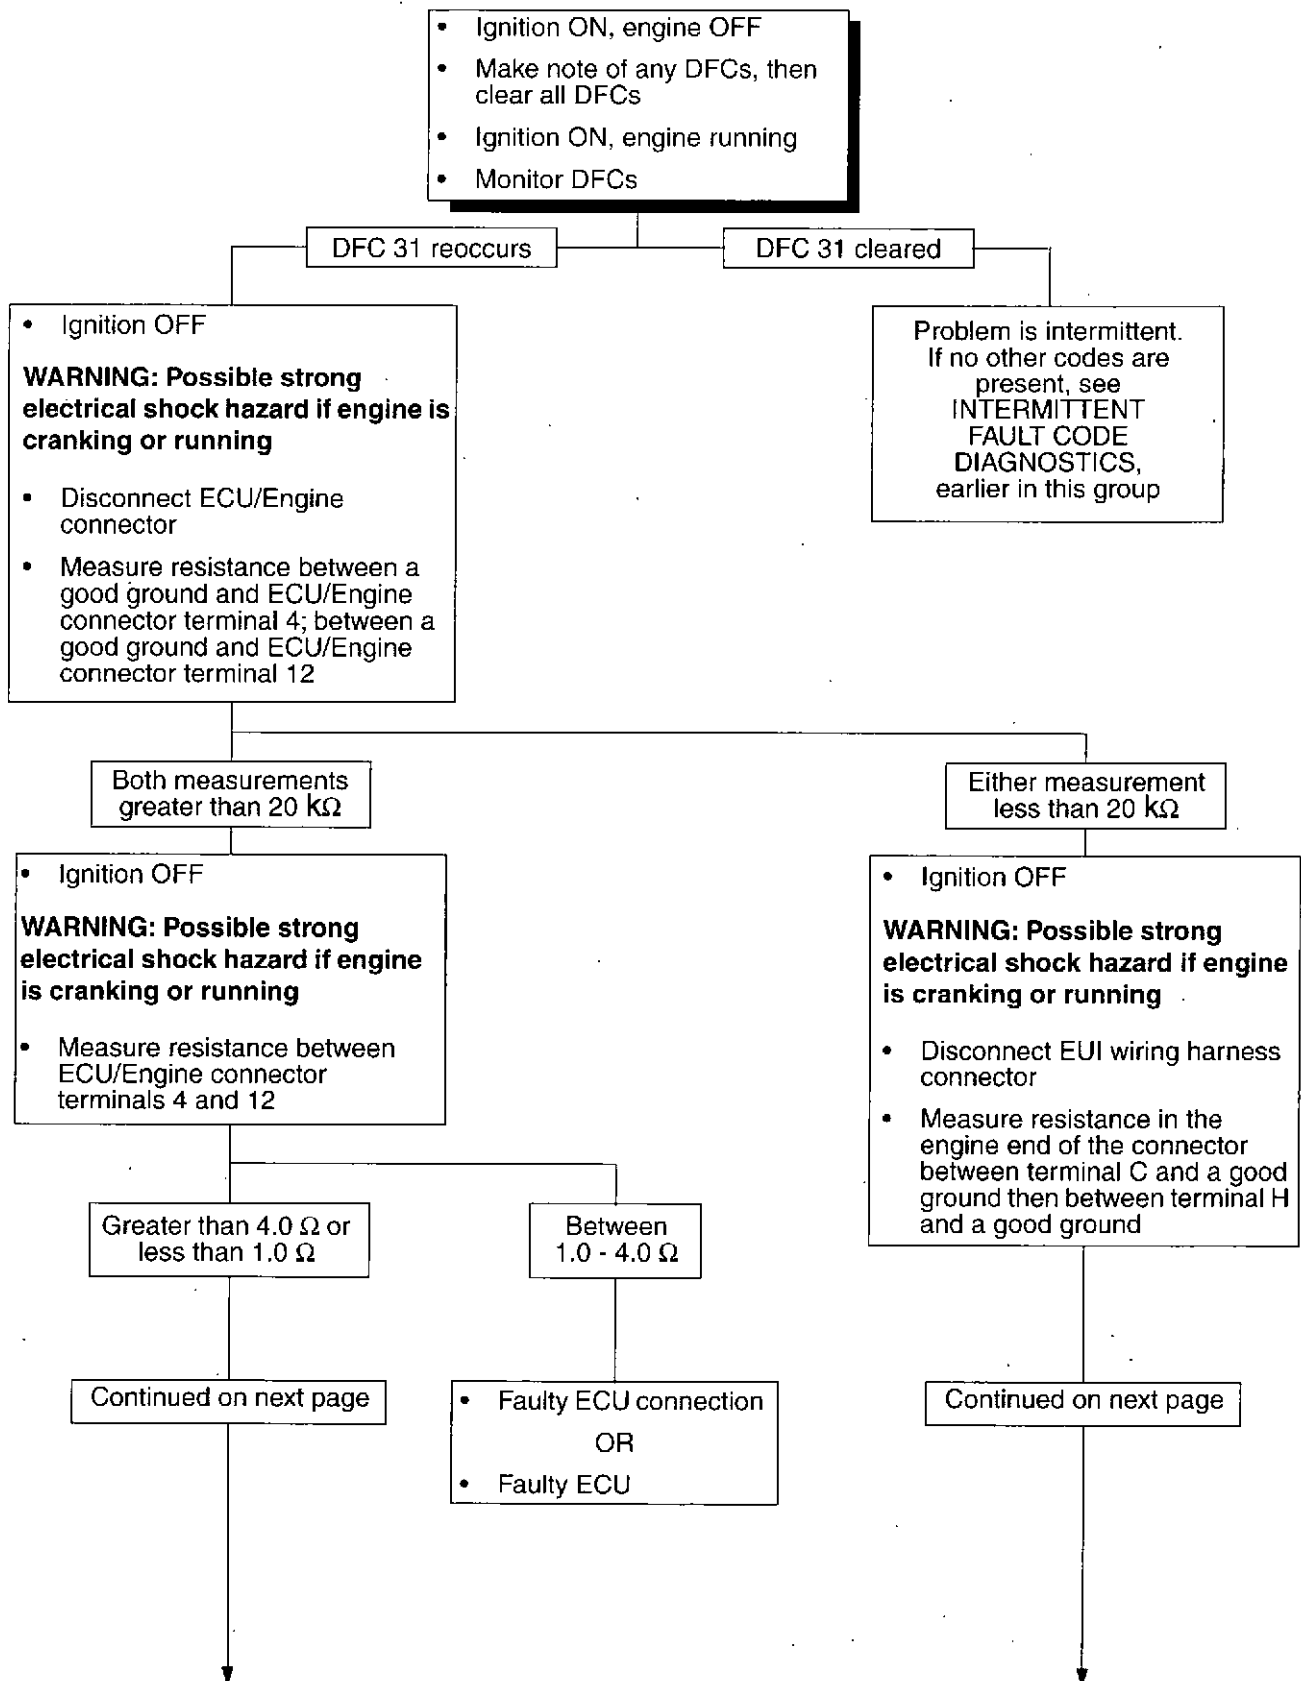 • Ignition ON, engine OFF
• Make note of any DFCs, then
clear all DFCs
• Ignition ON, engine running
• Monitor DFCs
DFC 31 reoccurs
DFC 31 cleared
• Ignition OFF
WARNING: Possible strong
electrical shock hazard if engine is
cranking or running
• Disconnect ECU/Engine
connector
• Measure resistance between a
good ground and ECU/Engine
connector terminal 4; between a
good ground and ECU/Engine
connector terminal 12
Problem is intermittent.
If no other codes are
present, see
INTERMITTENT
FAULT CODE
DIAGNOSTICS,
earlier in this group
Both measurements
greater than 20 kΩ
Either measurement
less than 20 kΩ
• Ignition OFF
WARNING: Possible strong
electrical shock hazard if engine
is cranking or running
• Measure resistance between
ECU/Engine connector
terminals 4 and 12
• Ignition OFF
WARNING: Possible strong
electrical shock hazard if engine
is cranking or running
• Disconnect EUI wiring harness
connector
• Measure resistance in the
engine end of the connector
between terminal C and a good
ground then between terminal H
and a good ground
Greater than 4.0 Ω or
less than 1.0 Ω
Between
1.0 - 4.0 Ω
Continued on next page
• Faulty ECU connection
OR
• Faulty ECU
Continued on next page